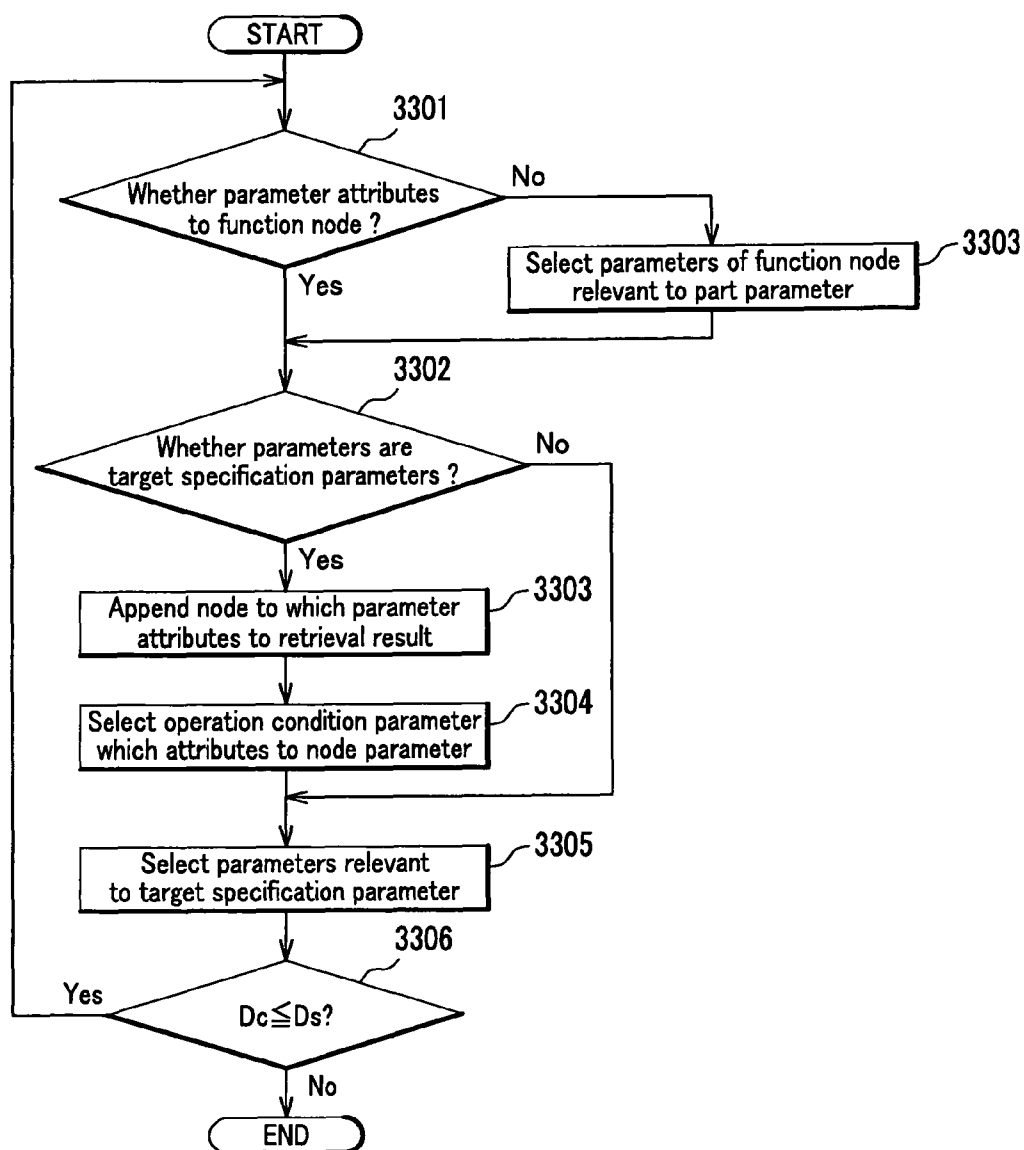 START
3301
Whether parameter attributes
to function node ?
No
3303
Select parameters of function node
relevant to part parameter
Yes
3302
Whether parameters are
target specification parameters ?
No
Yes
3303
Append node to which parameter
attributes to retrieval result
3304
Select operation condition parameter
which attributes to node parameter
3305
Select parameters relevant
to target specification parameter
3306
Yes
Dc≦Ds?
No
END